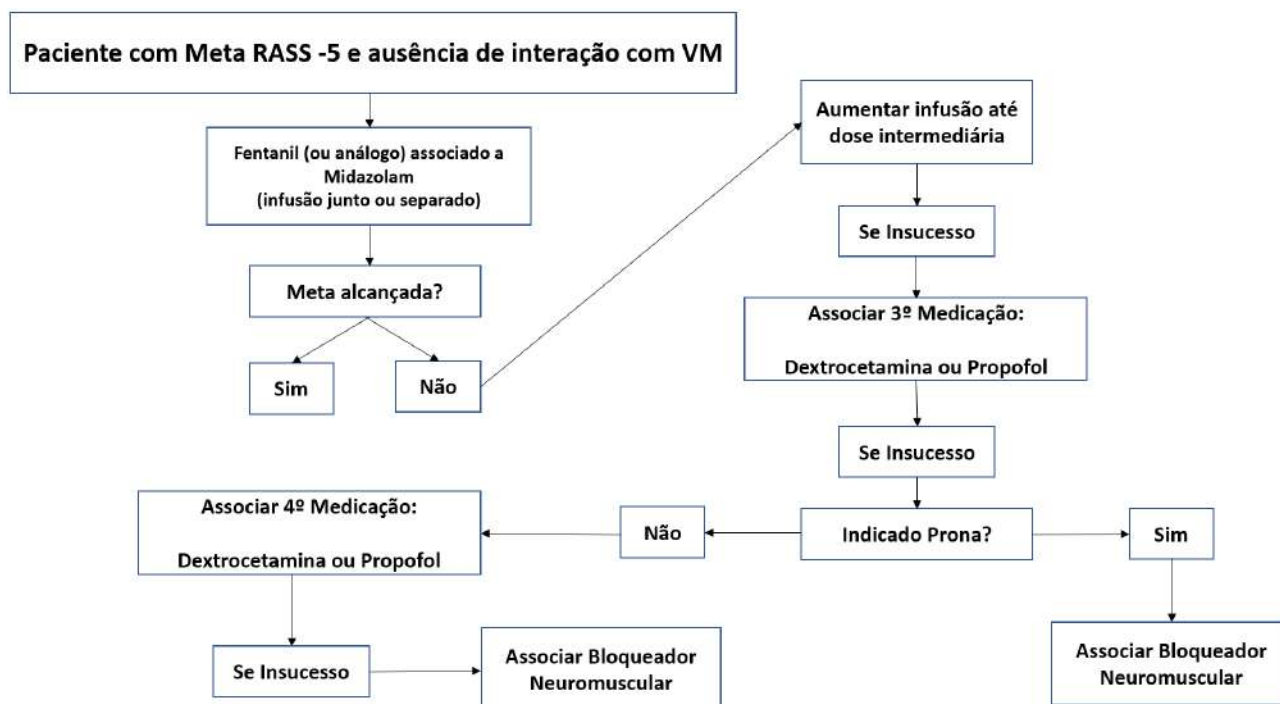 Paciente com Meta RASS -5 e ausência de interação com VM
Fentanil (ou análogo) associado a
Midazolam
(infusão junto ou separado)
Meta alcançada?
Sim
Não
Aumentar infusão até
dose intermediária
Se Insucesso
Associar 3º Medicação:
Dextrocetamina ou Propofol
Se Insucesso
Indicado Prona?
Não
Sim
Associar 4º Medicação:
Dextrocetamina ou Propofol
Se Insucesso
Associar Bloqueador
Neuromuscular
Associar Bloqueador
Neuromuscular